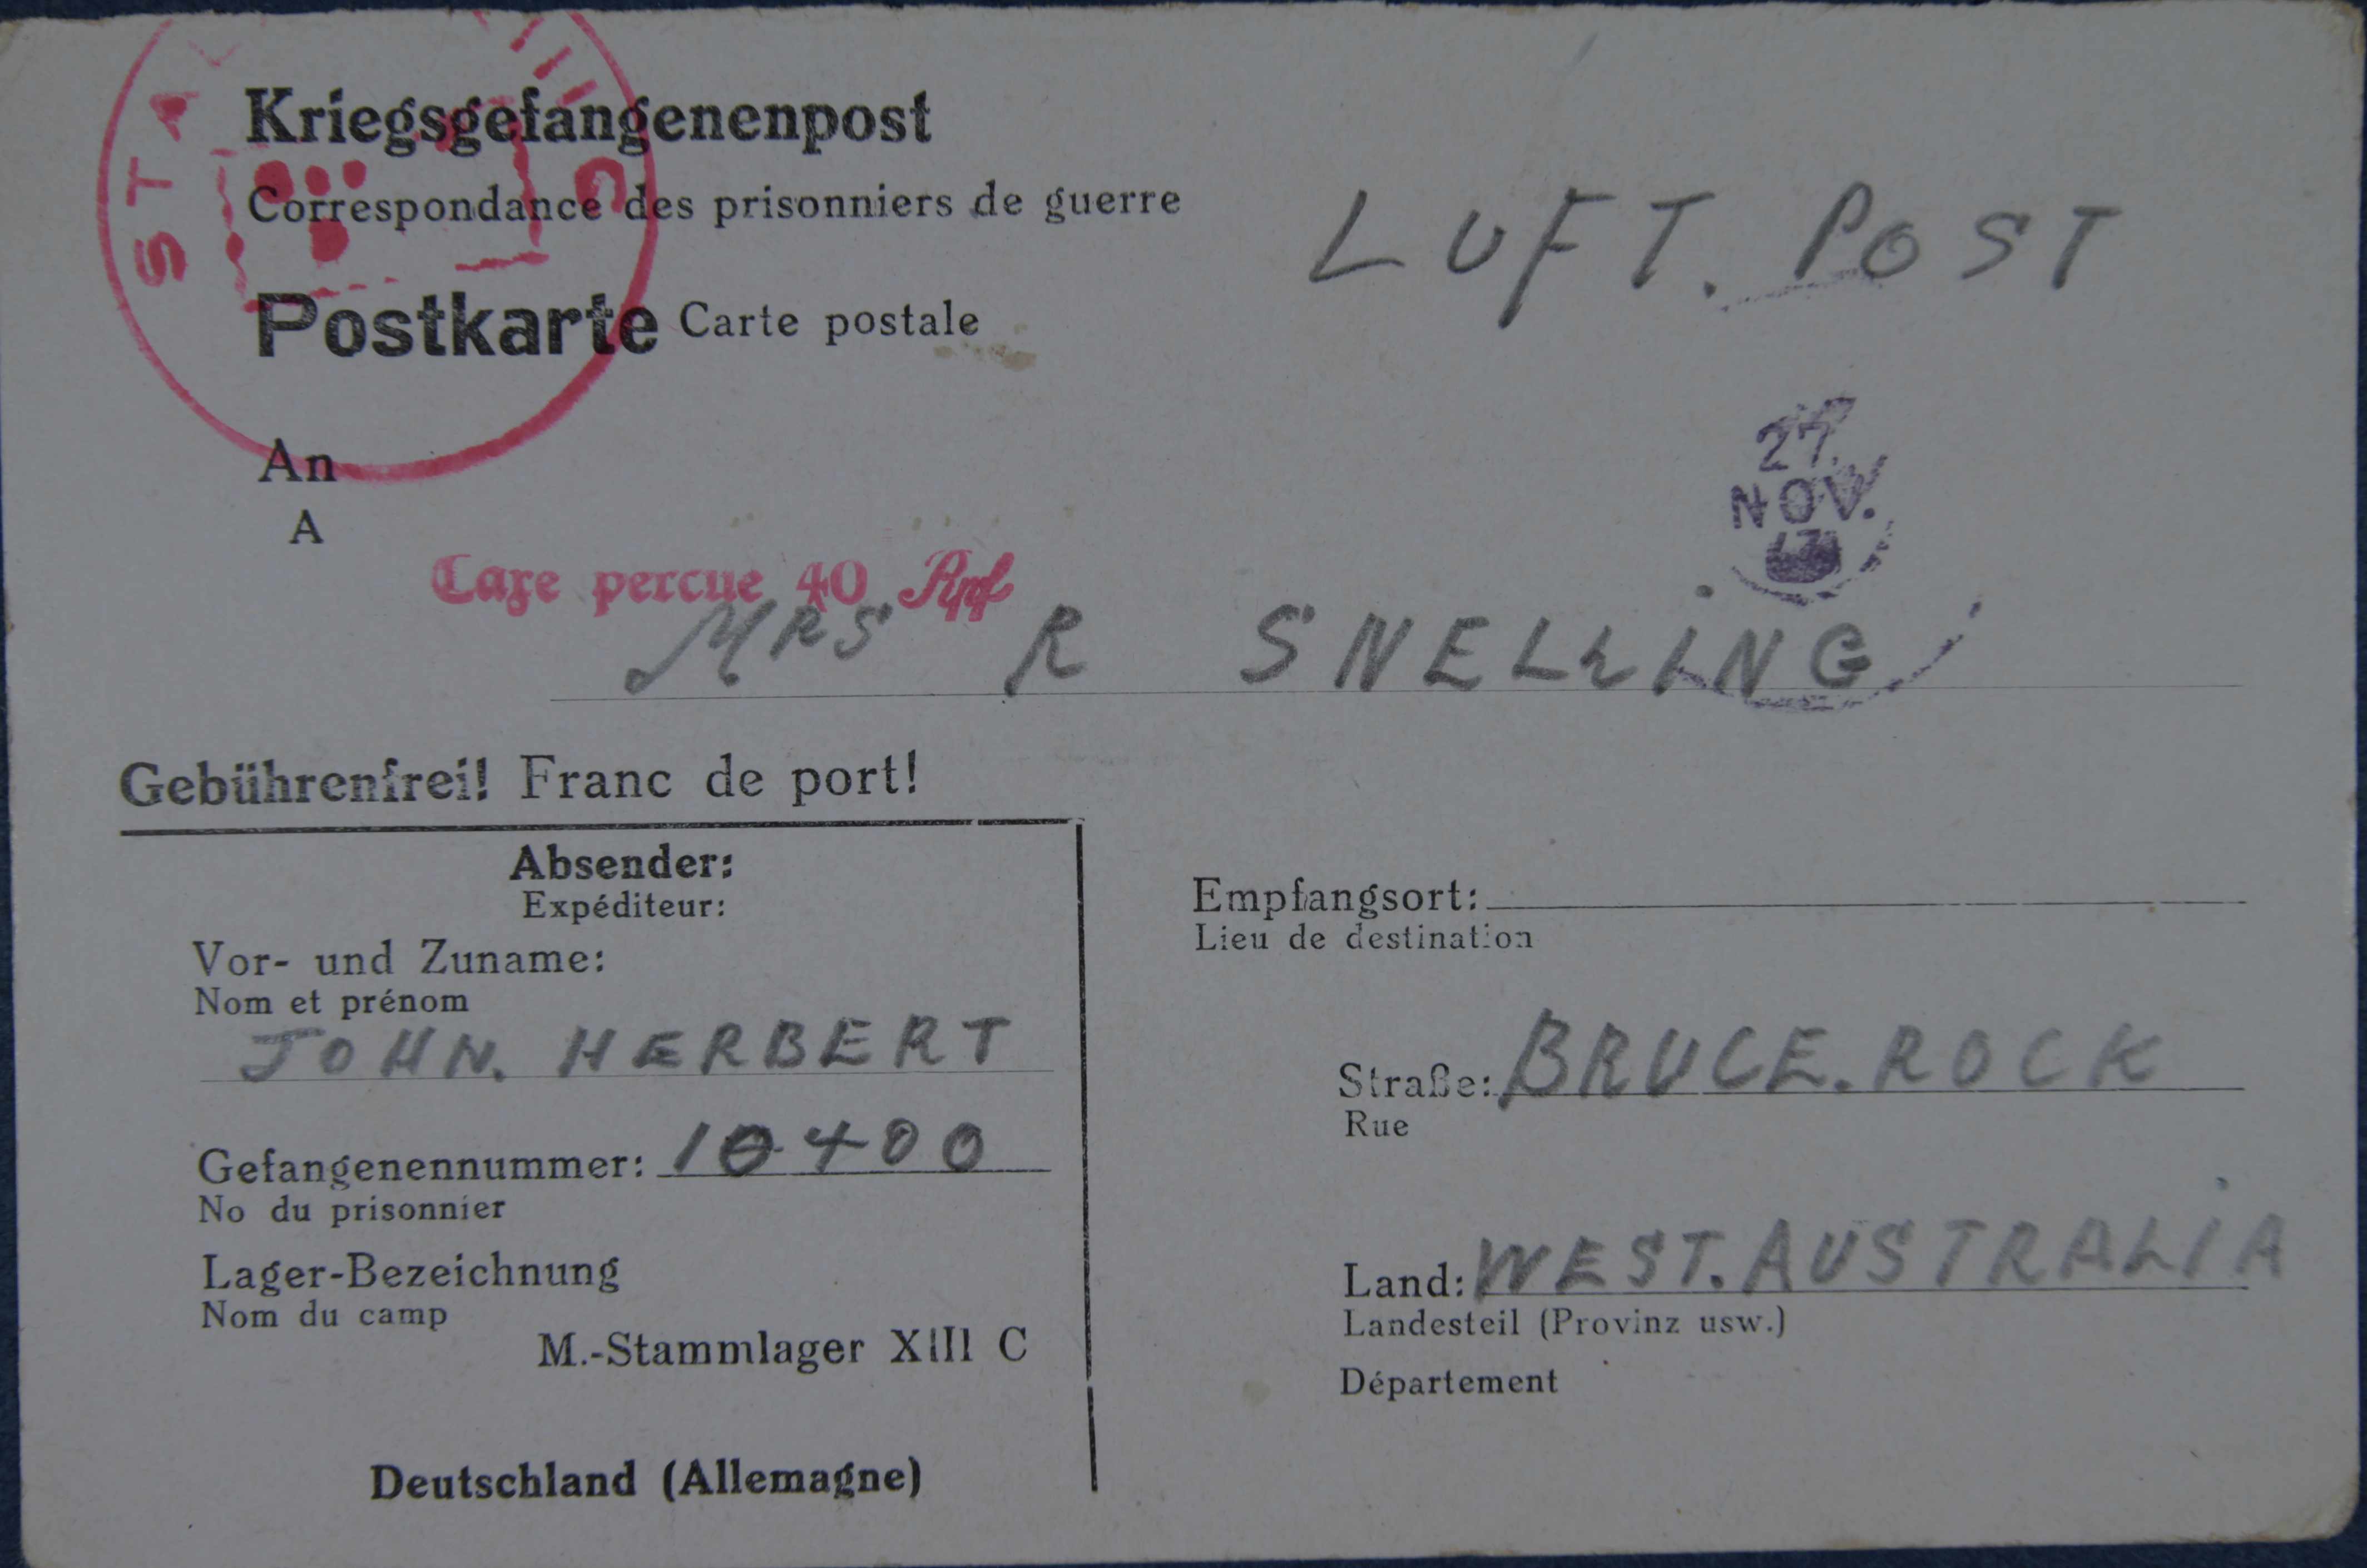 Kriegsgefangenenpost
Correspondance des prisonniers de guerre
LUFT. POST
Postkarte Carte postale
An
A
27.
NOV.
Taxe percue 40 Rpf
MRS R SNELLING
Gebührenfrei! Franc de port!
Absender:
Expéditeur:
Vor- und Zuname:
Nom et prénom
JOHN. HERBERT
Gefangenennummer: 10400
No du prisonnier
Lager-Bezeichnung
Nom du camp
M.-Stammlager XIII C
Deutschland (Allemagne)
Empfangsort:
Lieu de destination
Straße: BRUCE. ROCK
Rue
Land: WEST. AUSTRALIA
Landesteil (Provinz usw.)
Département